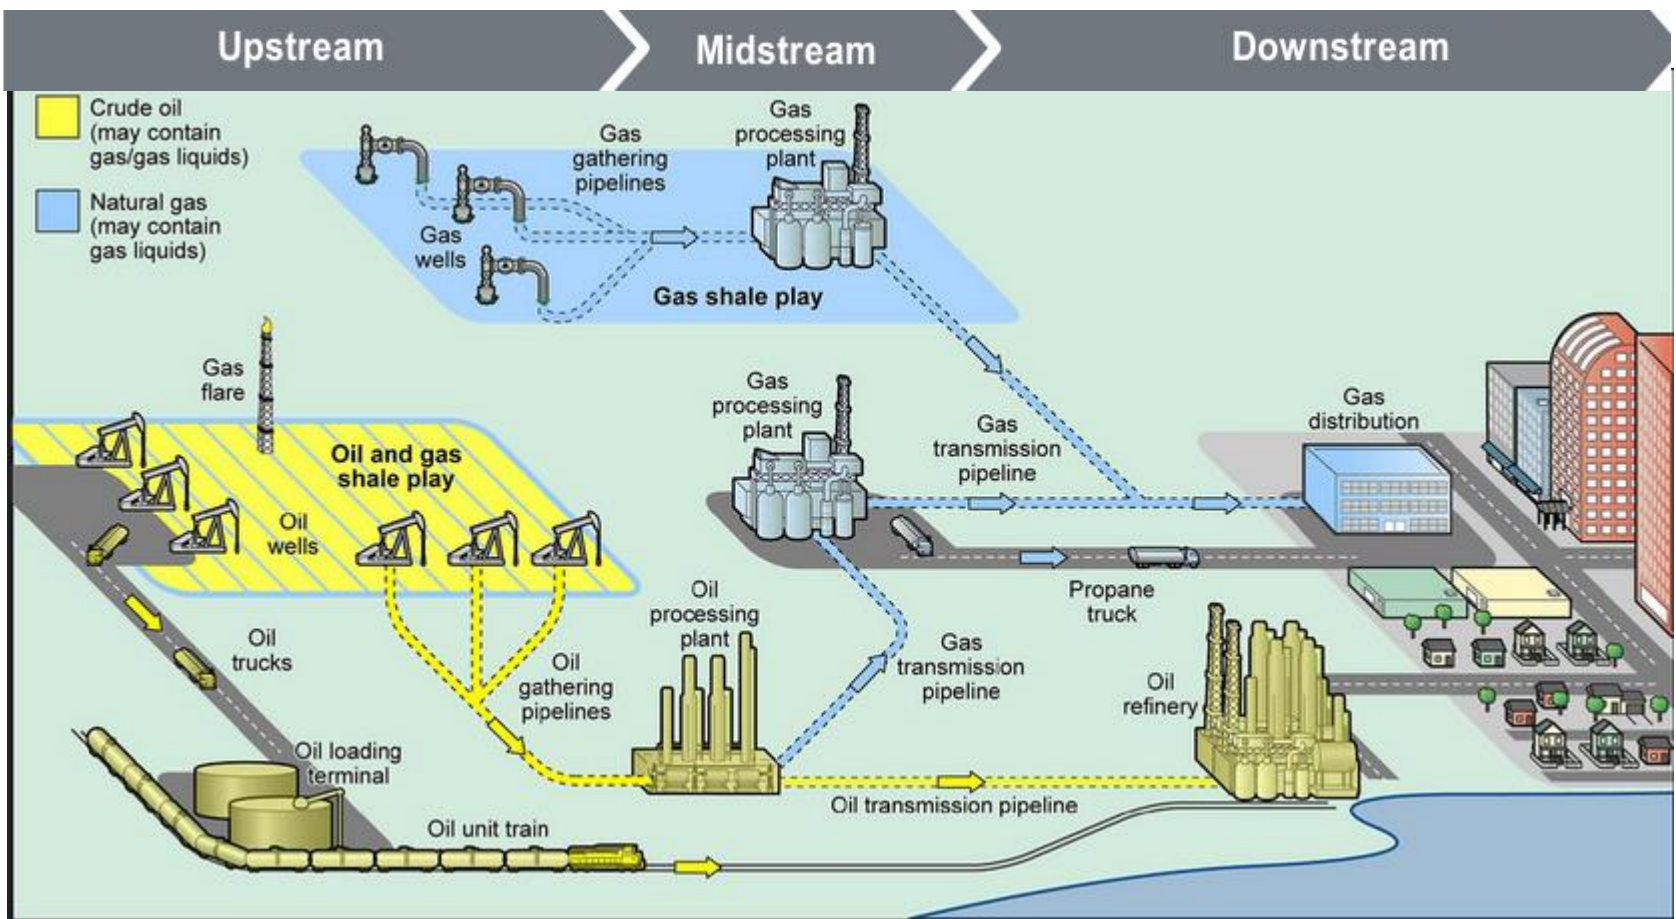 Upstream
Midstream
Downstream
Crude oil
(may contain
gas/gas liquids)
Natural gas
(may contain
gas liquids)
Gas
gathering
pipelines
Gas
processing
plant
Gas
wells
Gas shale play
Gas
flare
Oil and gas
shale play
Oil
wells
Gas
processing
plant
Gas
transmission
pipeline
Gas
distribution
Propane
truck
Oil
processing
plant
Oil
trucks
Oil
gathering
pipelines
Gas
transmission
pipeline
Oil
refinery
Oil loading
terminal
Oil transmission pipeline
Oil unit train